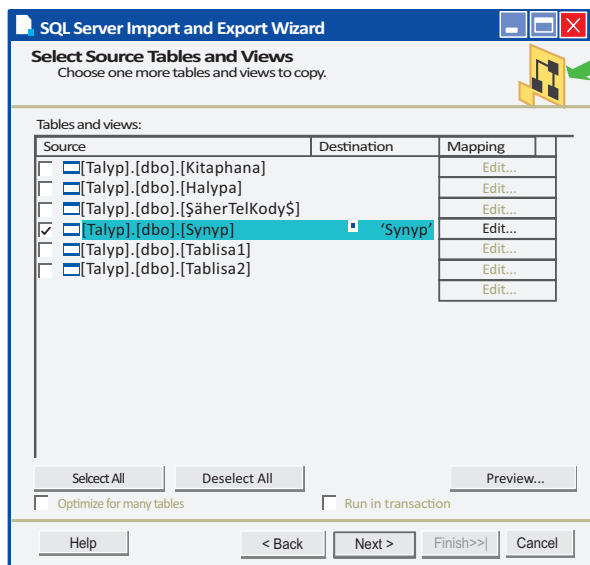 SQL Server Import and Export Wizard
Select Source Tables and Views
Choose one more tables and views to copy.
Tables and views:
Source Destination Mapping
[Talyp].[dbo].[Kitaphana] Edit...
[Talyp].[dbo].[Halypa] Edit...
[Talyp].[dbo].[ŞäherTelKody$] Edit...
[Talyp].[dbo].[Synyp] ‘Synyp’ Edit...
[Talyp].[dbo].[Tablisa1] Edit...
[Talyp].[dbo].[Tablisa2] Edit...
Edit...
Selcect All Deselect All Preview...
Optimize for many tables Run in transaction
Help < Back Next > Finish>>| Cancel